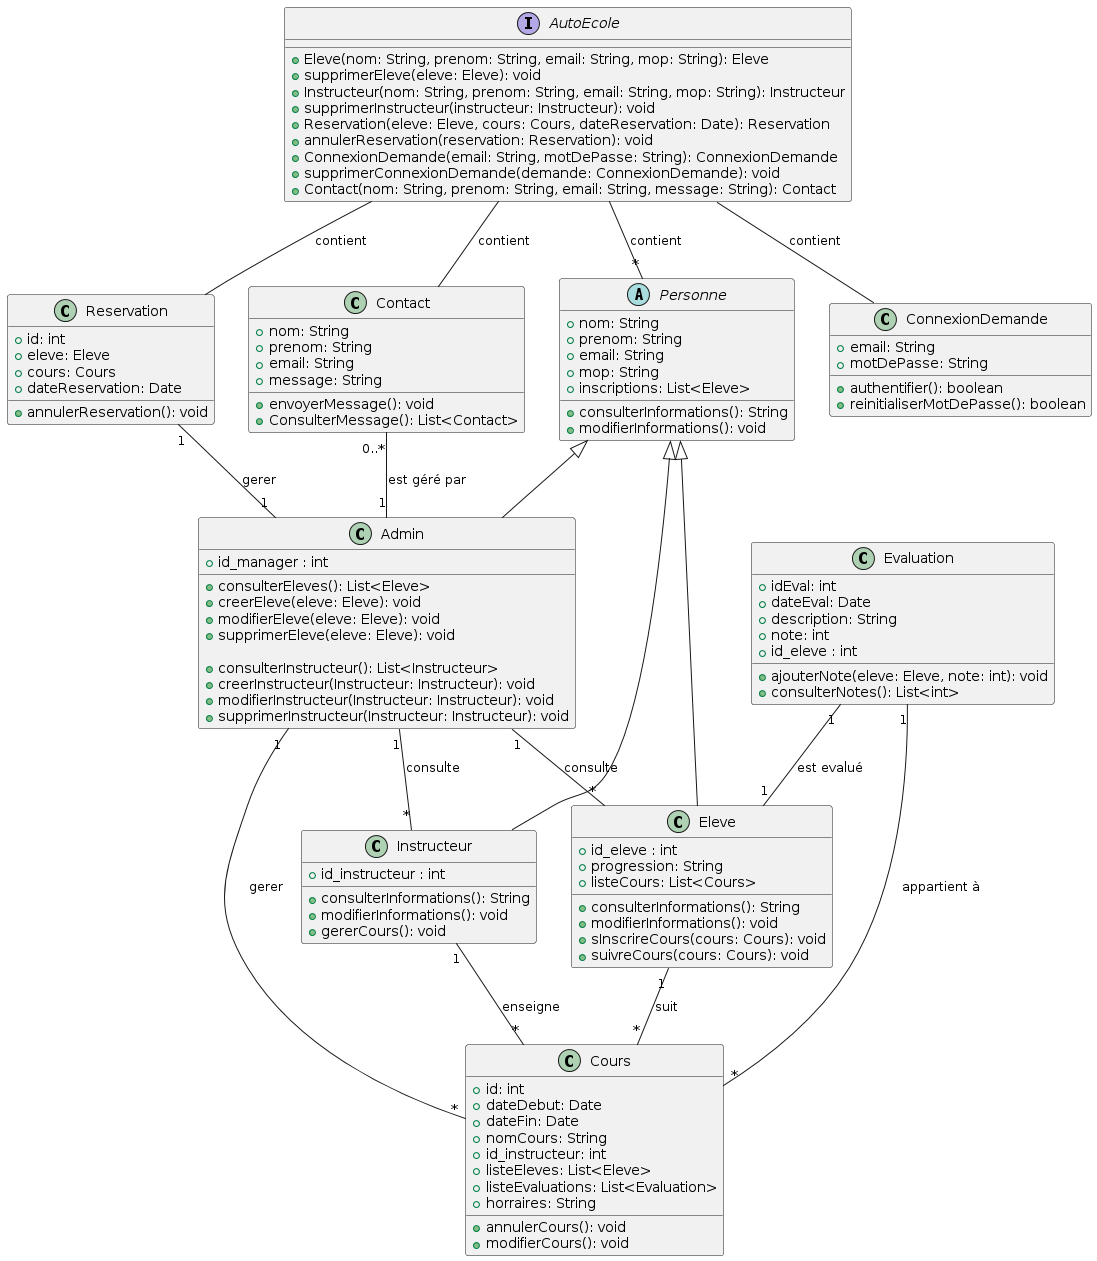 I AutoEcole
Eleve(nom: String, prenom: String, email: String, mop: String): Eleve
supprimerEleve(eleve: Eleve): void
Instructeur(nom: String, prenom: String, email: String, mop: String): Instructeur
supprimerInstructeur(instructeur: Instructeur): void
Reservation(eleve: Eleve, cours: Cours, dateReservation: Date): Reservation
annulerReservation(reservation: Reservation): void
ConnexionDemande(email: String, motDePasse: String): ConnexionDemande
supprimerConnexionDemande(demande: ConnexionDemande): void
Contact(nom: String, prenom: String, email: String, message: String): Contact
contient
contient
contient
contient
*
C Reservation
id: int
eleve: Eleve
cours: Cours
dateReservation: Date
annulerReservation(): void
C Contact
nom: String
prenom: String
email: String
message: String
envoyerMessage(): void
ConsulterMessage(): List<Contact>
A Personne
nom: String
prenom: String
email: String
mop: String
inscriptions: List<Eleve>
consulterInformations(): String
modifierInformations(): void
C ConnexionDemande
email: String
motDePasse: String
authentifier(): boolean
reinitialiserMotDePasse(): boolean
1
0..*
gerer
est géré par
1
1
C Admin
id_manager : int
consulterEleves(): List<Eleve>
creerEleve(eleve: Eleve): void
modifierEleve(eleve: Eleve): void
supprimerEleve(eleve: Eleve): void
consulterInstructeur(): List<Instructeur>
creerInstructeur(Instructeur: Instructeur): void
modifierInstructeur(Instructeur: Instructeur): void
supprimerInstructeur(Instructeur: Instructeur): void
C Evaluation
idEval: int
dateEval: Date
description: String
note: int
id_eleve : int
ajouterNote(eleve: Eleve, note: int): void
consulterNotes(): List<int>
1
1
1
1
1
consulte
consulte
est evalué
*
*
1
gerer
appartient à
C Instructeur
id_instructeur : int
consulterInformations(): String
modifierInformations(): void
gererCours(): void
C Eleve
id_eleve : int
progression: String
listeCours: List<Cours>
consulterInformations(): String
modifierInformations(): void
sInscrireCours(cours: Cours): void
suivreCours(cours: Cours): void
1
1
enseigne
suit
*
*
*
*
C Cours
id: int
dateDebut: Date
dateFin: Date
nomCours: String
id_instructeur: int
listeEleves: List<Eleve>
listeEvaluations: List<Evaluation>
horraires: String
annulerCours(): void
modifierCours(): void